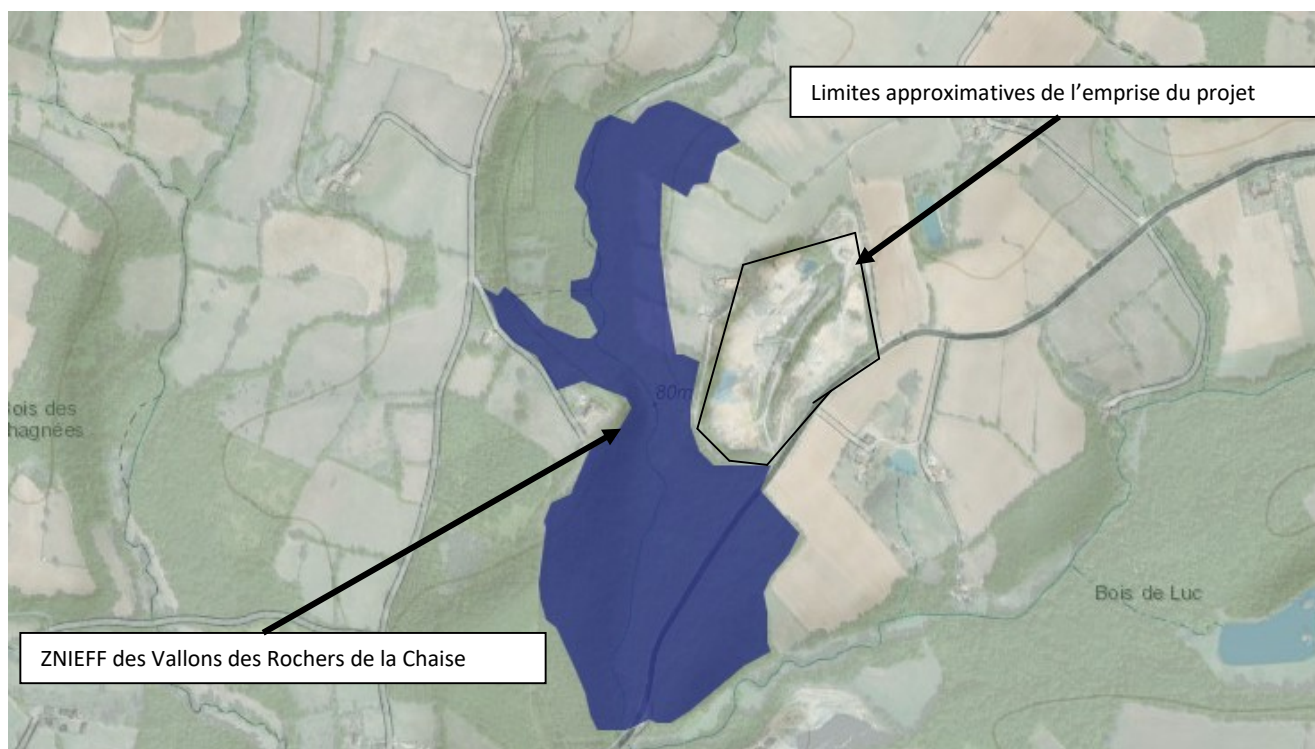 Limites approximatives de l’emprise du projet
80m
Bois des
hagnées
Bois de Luc
ZNIEFF des Vallons des Rochers de la Chaise